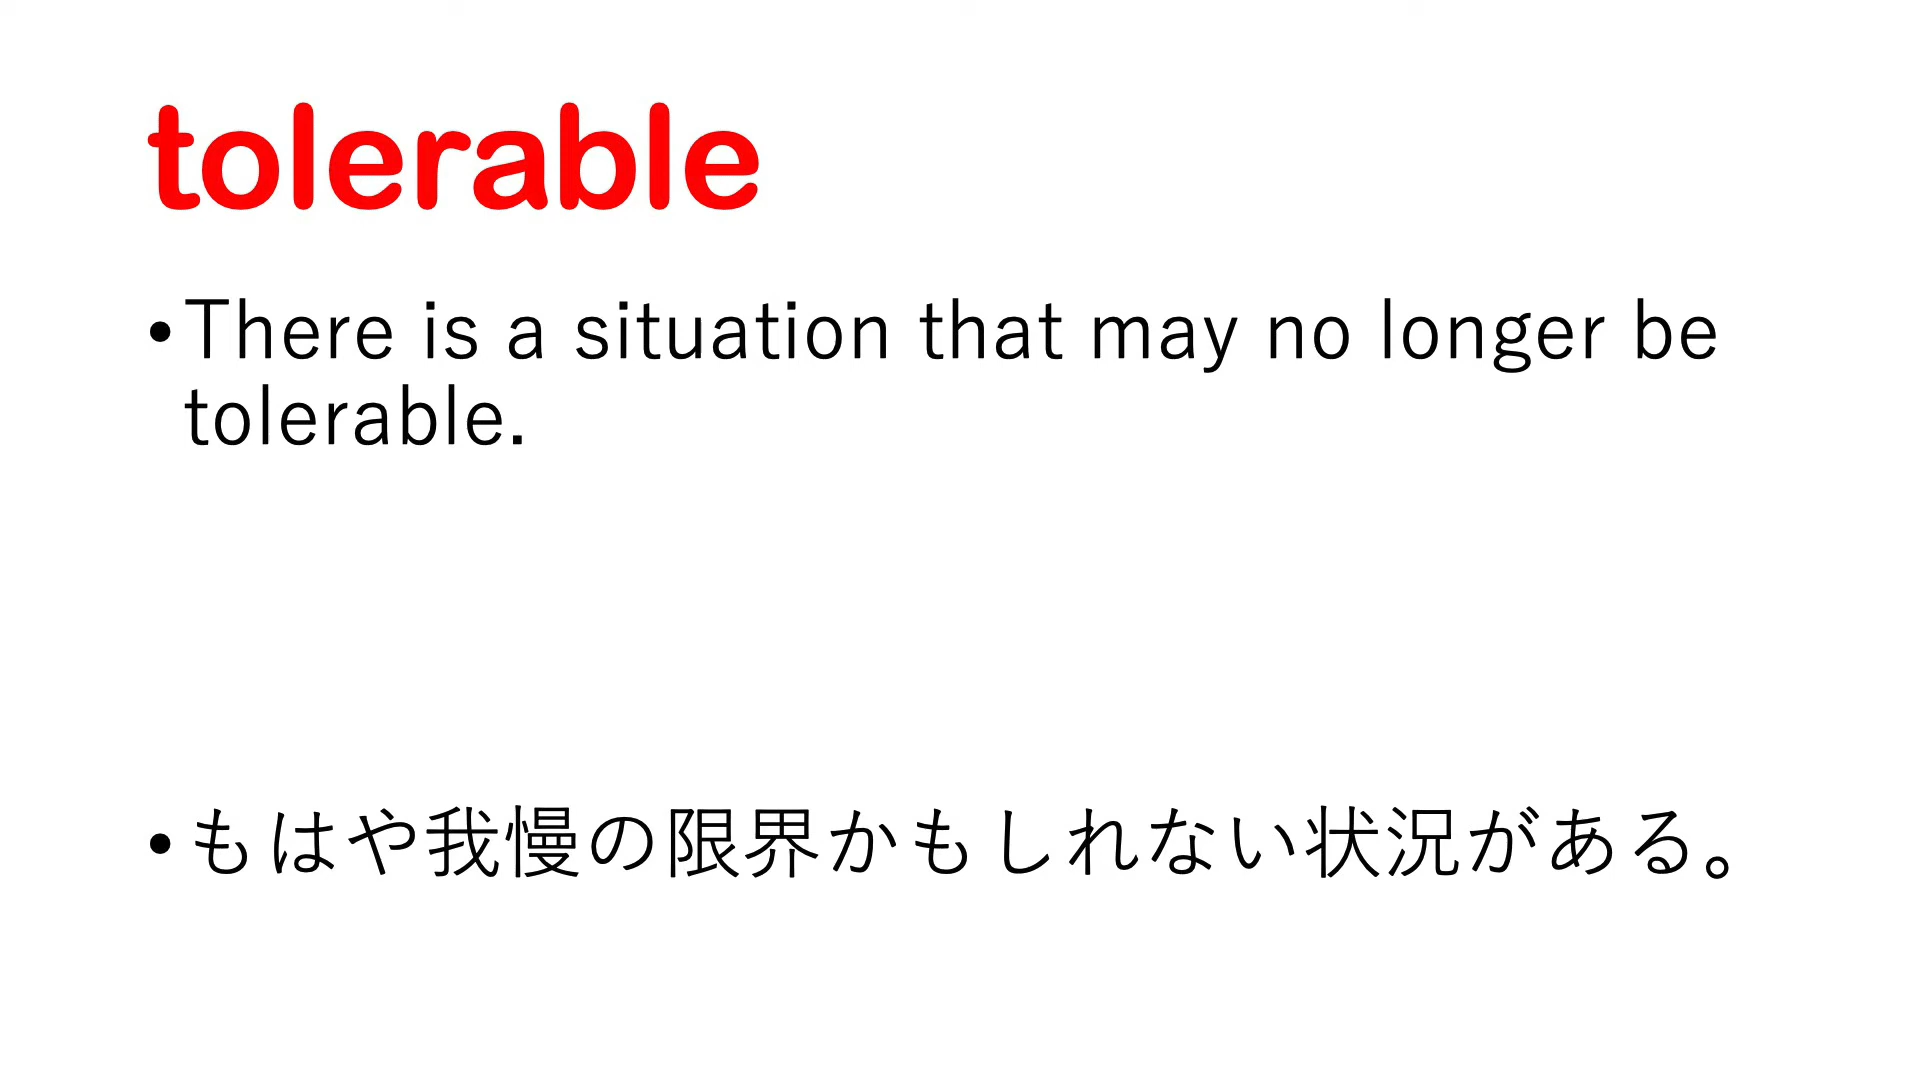 tolerable
•There is a situation that may no longer be
tolerable.
•もはや我慢の限界かもしれない状況がある。